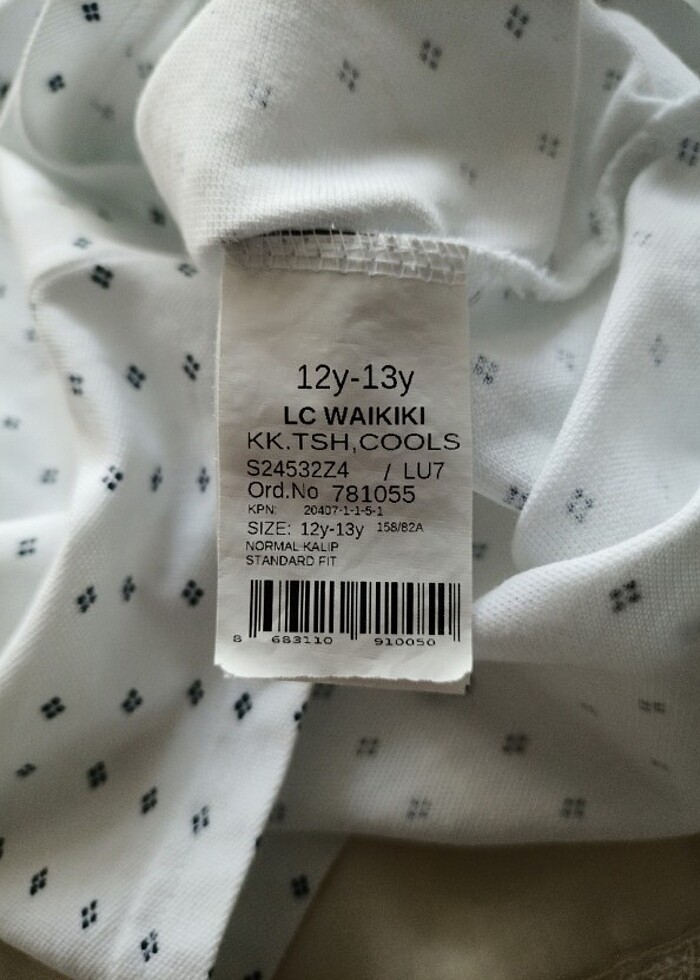 12y-13y
LC WAIKIKI
KK.TSH,COOLS
S24532Z4 / LU7
Ord.No 781055
KPN: 20407-1-1-5-1
SIZE: 12y-13y 158/82A
NORMAL KALIP
STANDARD FIT
8 683110 910050